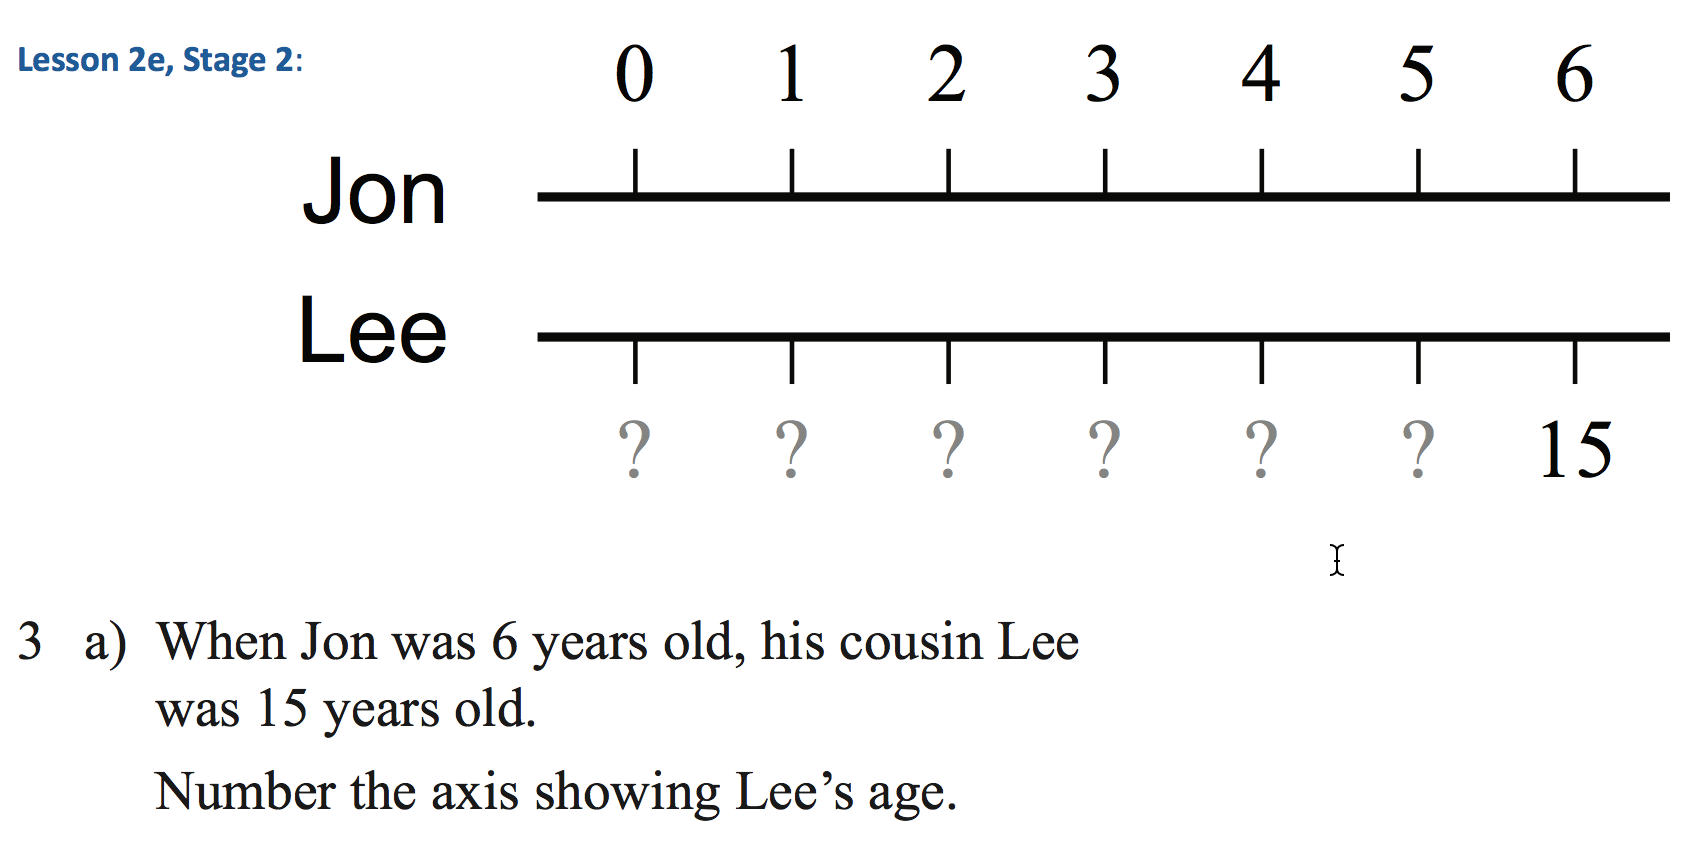 Lesson 2e, Stage 2:
0 1 2 3 4 5 6
Jon
Lee
? ? ? ? ? ? 15
3 a) When Jon was 6 years old, his cousin Lee
was 15 years old.
Number the axis showing Lee’s age.